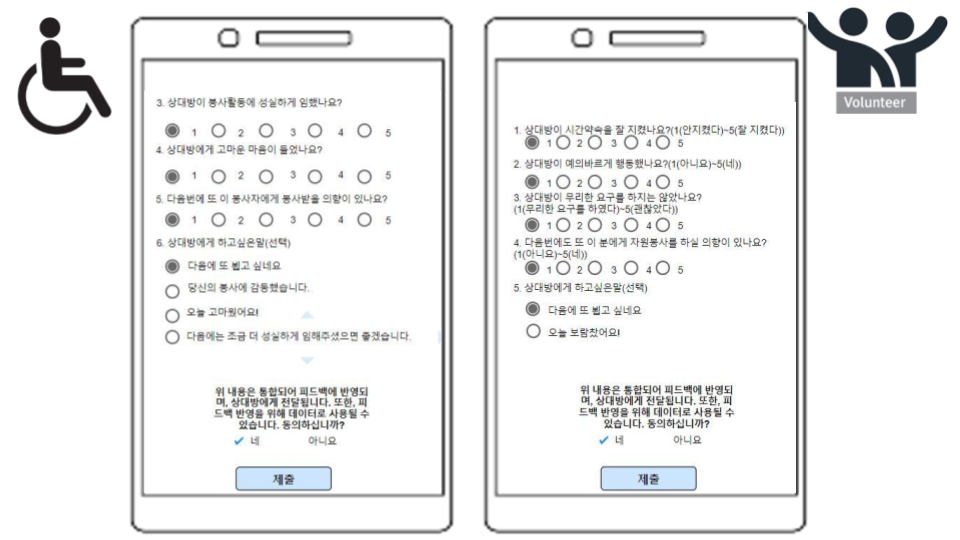 3. 상대방이 봉사활동에 성실하게 임했나요?
1 2 3 4 5
4. 상대방에게 고마운 마음이 들었나요?
1 2 3 4 5
5. 다음번에 또 이 봉사자에게 봉사받을 의향이 있나요?
1 2 3 4 5
6. 상대방에게 하고싶은말(선택)
다음에 또 뵙고 싶네요
당신의 봉사에 감동했습니다.
오늘 고마웠어요!
다음에는 조금 더 성실하게 임해주셨으면 좋겠습니다.
위 내용은 통합되어 피드백에 반영되
며, 상대방에게 전달됩니다. 또한, 피
드백 반영을 위해 데이터로 사용될 수
있습니다. 동의하십니까?
네 아니요
제출
Volunteer
1. 상대방이 시간약속을 잘 지켰나요?(1(안지켰다)~5(잘 지켰다))
1 2 3 4 5
2. 상대방이 예의바르게 행동했나요?(1(아니요)~5(네))
1 2 3 4 5
3. 상대방이 무리한 요구를 하지는 않았나요?
(1(무리한 요구를 하였다)~5(괜찮았다))
1 2 3 4 5
4. 다음번에도 또 이 분에게 자원봉사를 하실 의향이 있나요?
(1(아니요)~5(네))
1 2 3 4 5
5. 상대방에게 하고싶은말(선택)
다음에 또 뵙고 싶네요
오늘 보람찼어요!
위 내용은 통합되어 피드백에 반영되
며, 상대방에게 전달됩니다. 또한, 피
드백 반영을 위해 데이터로 사용될 수
있습니다. 동의하십니까?
네 아니요
제출